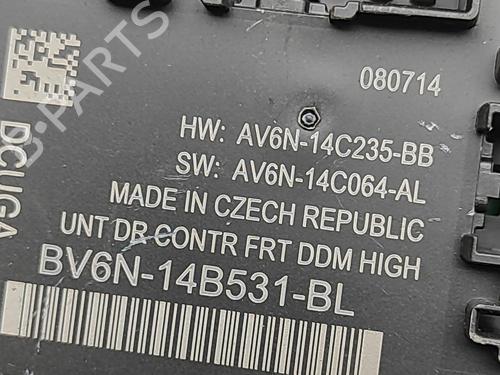 080714
HW: AV6N-14C235-BB
SW: AV6N-14C064-AL
MADE IN CZECH REPUBLIC
UNT DR CONTR FRT DDM HIGH
BV6N-14B531-BL
DCUGA